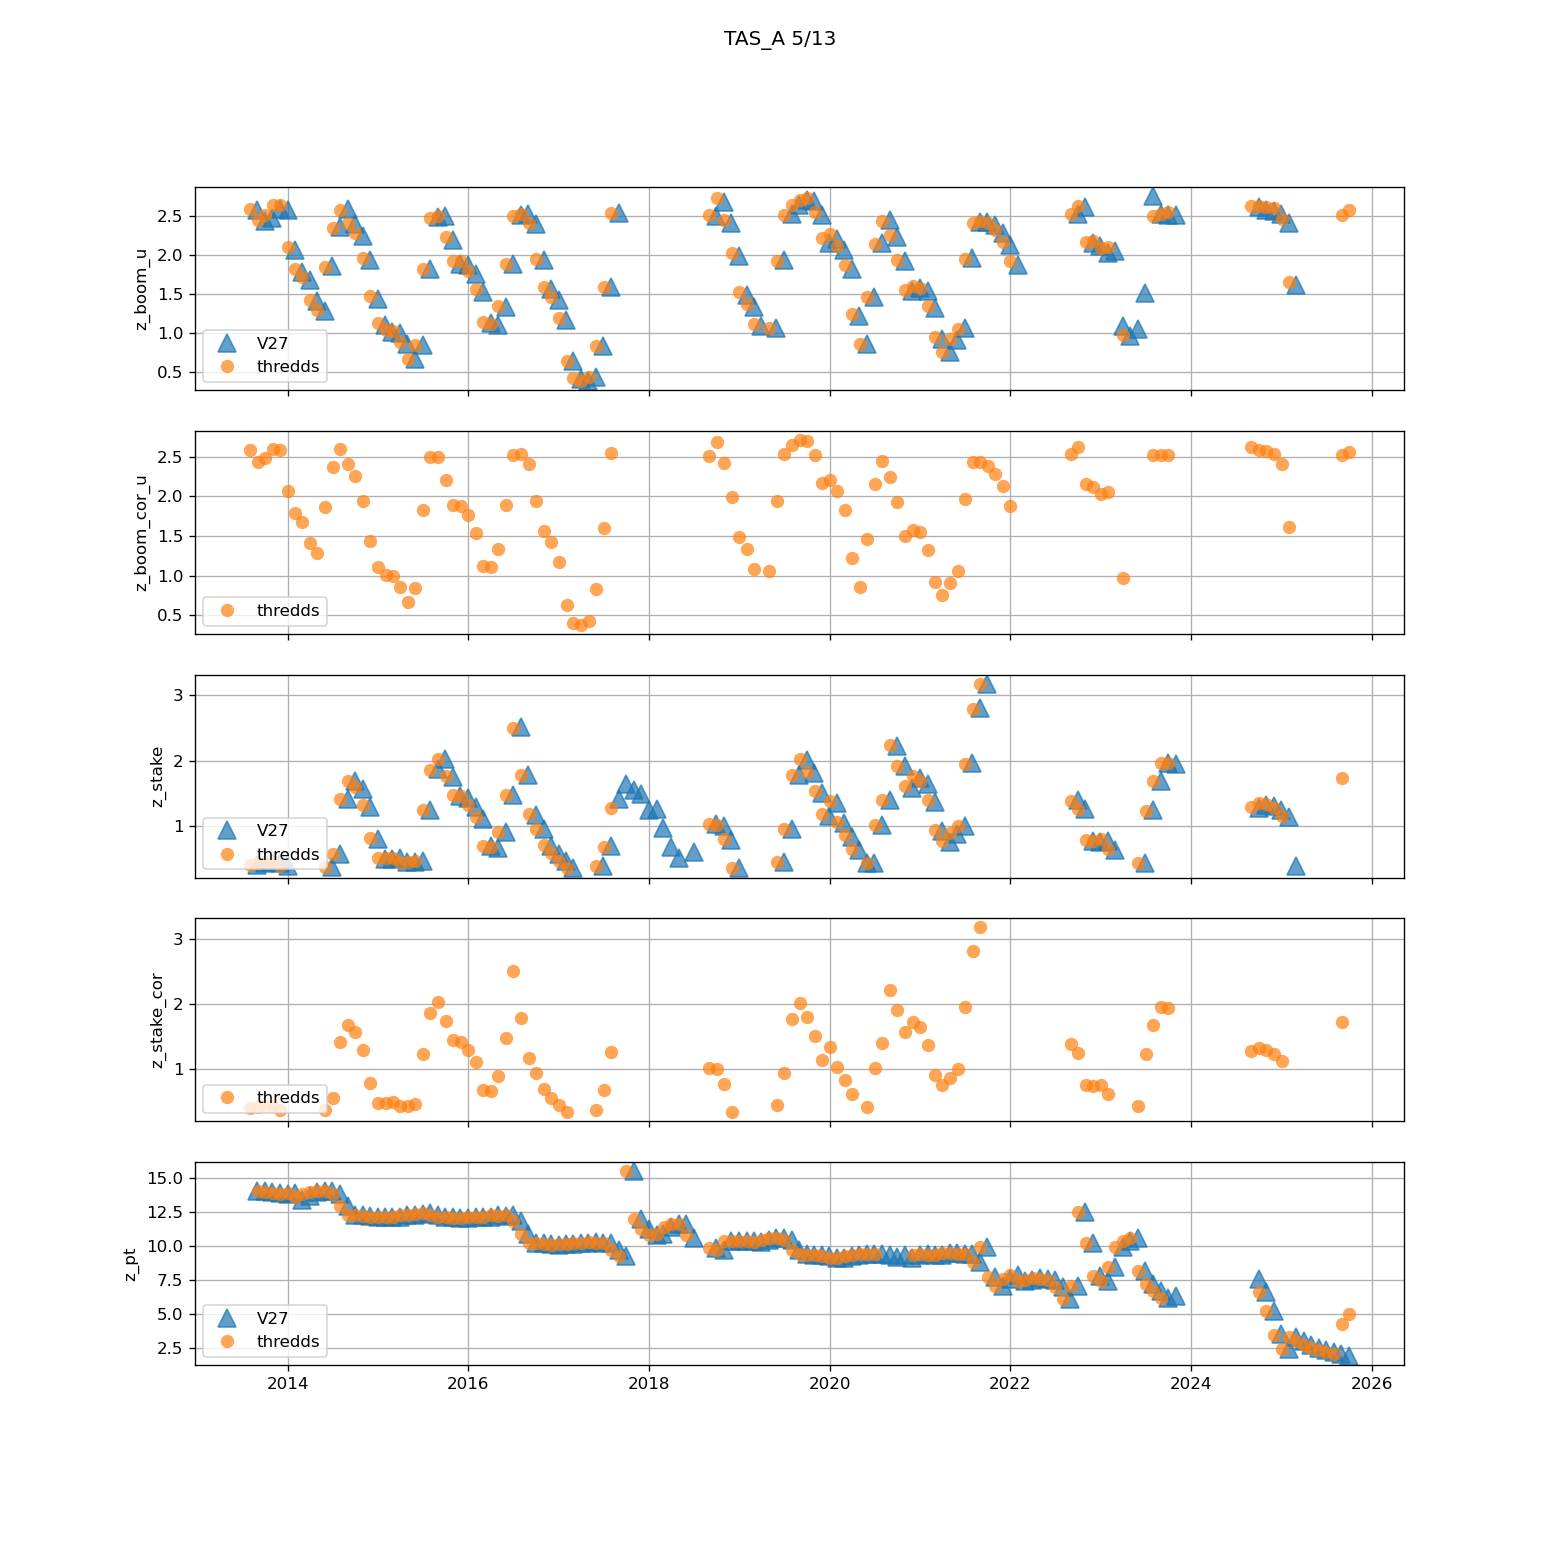 TAS_A 5/13
z_boom_u
2.5
2.0
1.5
1.0
0.5
V27
thredds
z_boom_cor_u
2.5
2.0
1.5
1.0
0.5
thredds
z_stake
3
2
1
V27
thredds
z_stake_cor
3
2
1
thredds
z_pt
15.0
12.5
10.0
7.5
5.0
2.5
V27
thredds
2014 2016 2018 2020 2022 2024 2026